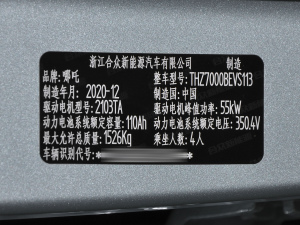 浙江合众新能源汽车有限公司 制造
品牌：哪吒 整车型号：THZ7000BEVS113
制造年月：2020-12 制造国：中国
驱动电机型号：2103TA 驱动电机峰值功率：55kW
动力电池系统额定容量：110Ah 动力电池系统额定电压：350.4V
最大允许总质量：1526Kg 乘坐人数：4人
车辆识别代号：*